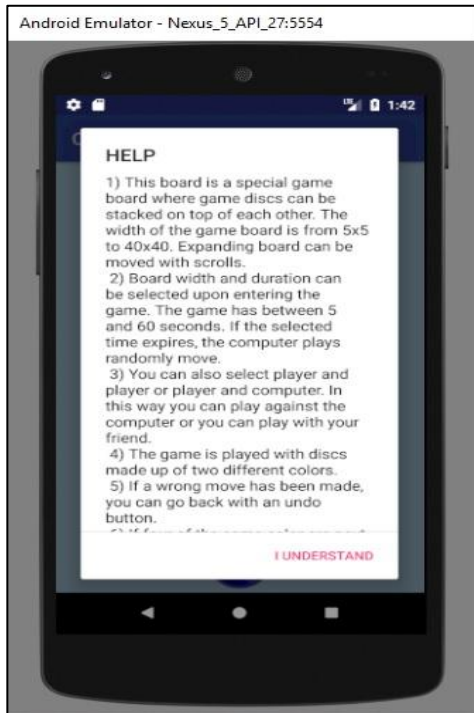 Android Emulator - Nexus_5_API_27:5554
LTE 1:42
HELP
1) This board is a special game
board where game discs can be
stacked on top of each other. The
width of the game board is from 5x5
to 40x40. Expanding board can be
moved with scrolls.
2) Board width and duration can
be selected upon entering the
game. The game has between 5
and 60 seconds. If the selected
time expires, the computer plays
randomly move.
3) You can also select player and
player or player and computer. In
this way you can play against the
computer or you can play with your
friend.
4) The game is played with discs
made up of two different colors.
5) If a wrong move has been made,
you can go back with an undo
button.
I UNDERSTAND